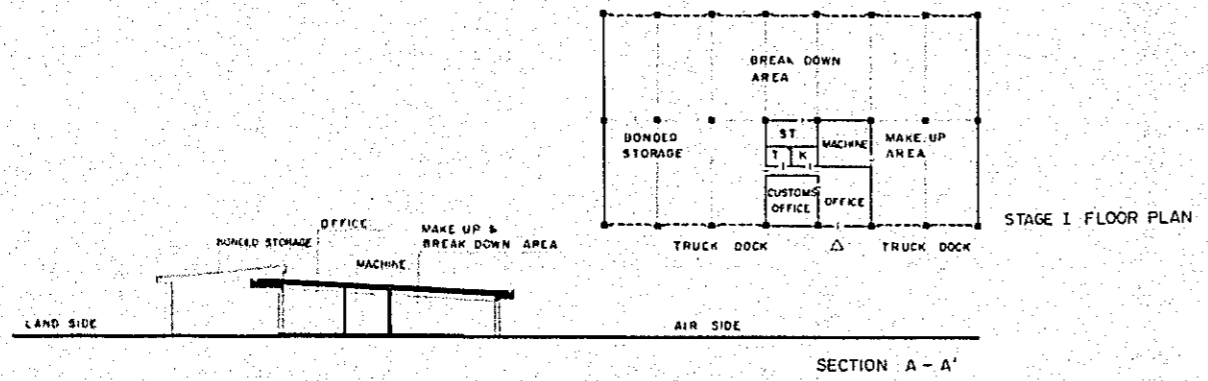 BREAK DOWN
AREA
BONDED
STORAGE
ST.
MACHINE
MAKE UP
AREA
T
K
CUSTOMS
OFFICE
OFFICE
STAGE I FLOOR PLAN
TRUCK DOCK
TRUCK DOCK
OFFICE
BONDED STORAGE
MAKE UP &
BREAK DOWN AREA
MACHINE
LAND SIDE
AIR SIDE
SECTION A - A'